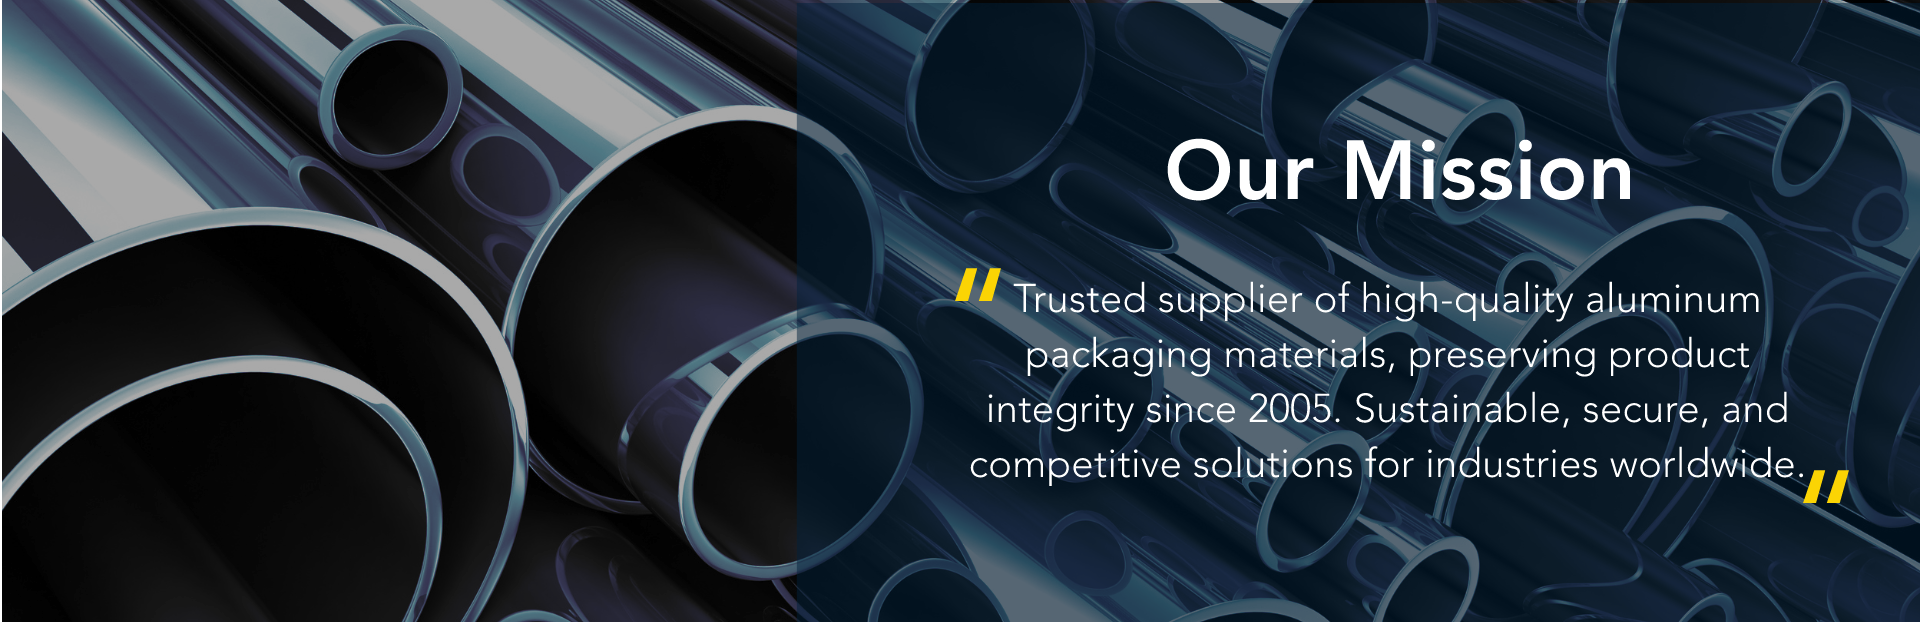 Our Mission
" Trusted supplier of high-quality aluminum
packaging materials, preserving product
integrity since 2005. Sustainable, secure, and
competitive solutions for industries worldwide. "